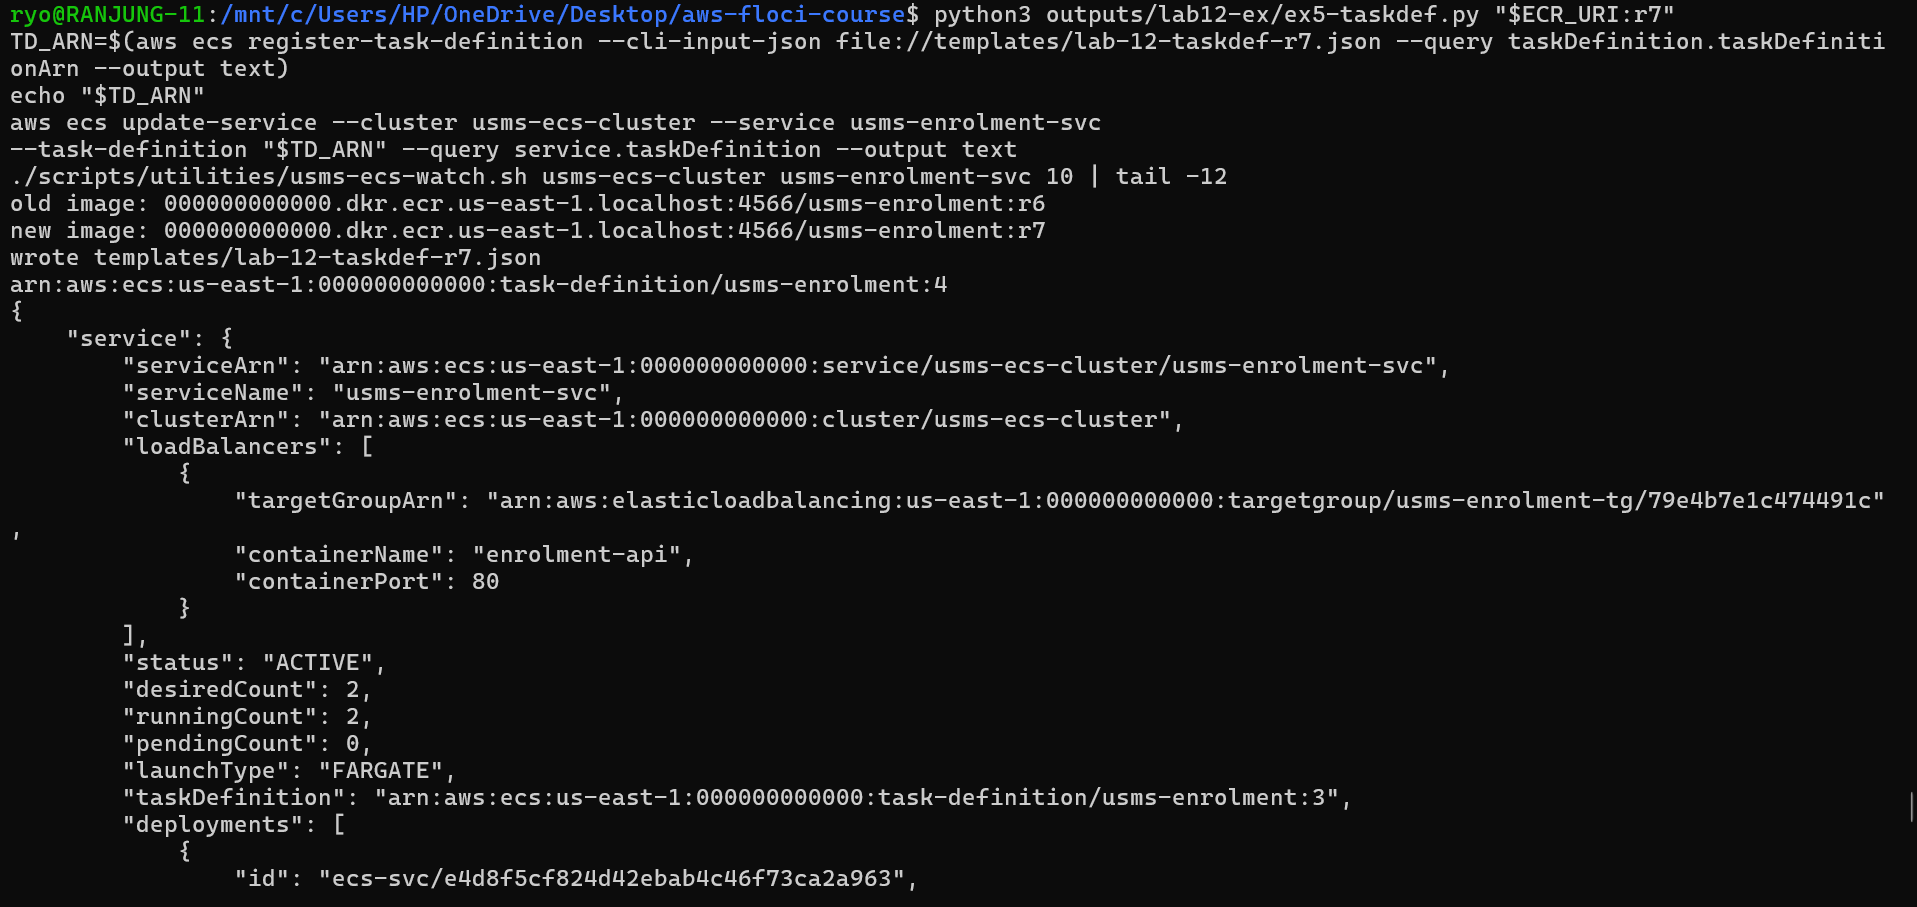 ryo@RANJUNG-11:/mnt/c/Users/HP/OneDrive/Desktop/aws-floci-course$ python3 outputs/lab12-ex/ex5-taskdef.py "$ECR_URI:r7"
TD_ARN=$(aws ecs register-task-definition --cli-input-json file://templates/lab-12-taskdef-r7.json --query taskDefinition.taskDefiniti
onArn --output text)
echo "$TD_ARN"
aws ecs update-service --cluster usms-ecs-cluster --service usms-enrolment-svc
--task-definition "$TD_ARN" --query service.taskDefinition --output text
./scripts/utilities/usms-ecs-watch.sh usms-ecs-cluster usms-enrolment-svc 10 | tail -12
old image: 000000000000.dkr.ecr.us-east-1.localhost:4566/usms-enrolment:r6
new image: 000000000000.dkr.ecr.us-east-1.localhost:4566/usms-enrolment:r7
wrote templates/lab-12-taskdef-r7.json
arn:aws:ecs:us-east-1:000000000000:task-definition/usms-enrolment:4
{
    "service": {
        "serviceArn": "arn:aws:ecs:us-east-1:000000000000:service/usms-ecs-cluster/usms-enrolment-svc",
        "serviceName": "usms-enrolment-svc",
        "clusterArn": "arn:aws:ecs:us-east-1:000000000000:cluster/usms-ecs-cluster",
        "loadBalancers": [
            {
                "targetGroupArn": "arn:aws:elasticloadbalancing:us-east-1:000000000000:targetgroup/usms-enrolment-tg/79e4b7e1c474491c"
,
                "containerName": "enrolment-api",
                "containerPort": 80
            }
        ],
        "status": "ACTIVE",
        "desiredCount": 2,
        "runningCount": 2,
        "pendingCount": 0,
        "launchType": "FARGATE",
        "taskDefinition": "arn:aws:ecs:us-east-1:000000000000:task-definition/usms-enrolment:3",
        "deployments": [
            {
                "id": "ecs-svc/e4d8f5cf824d42ebab4c46f73ca2a963",